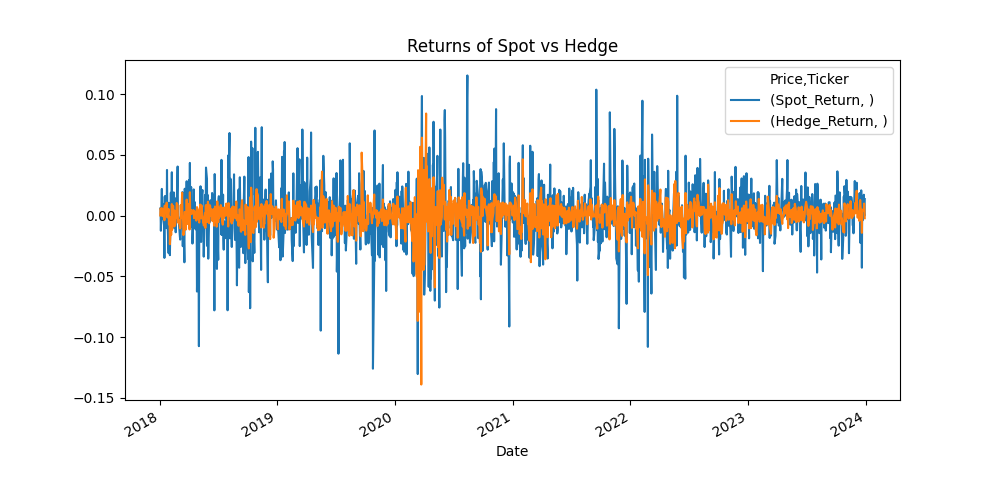 Returns of Spot vs Hedge
Price,Ticker
(Spot_Return, )
(Hedge_Return, )
0.10
0.05
0.00
−0.05
−0.10
−0.15
2018
2019
2020
2021
2022
2023
2024
Date